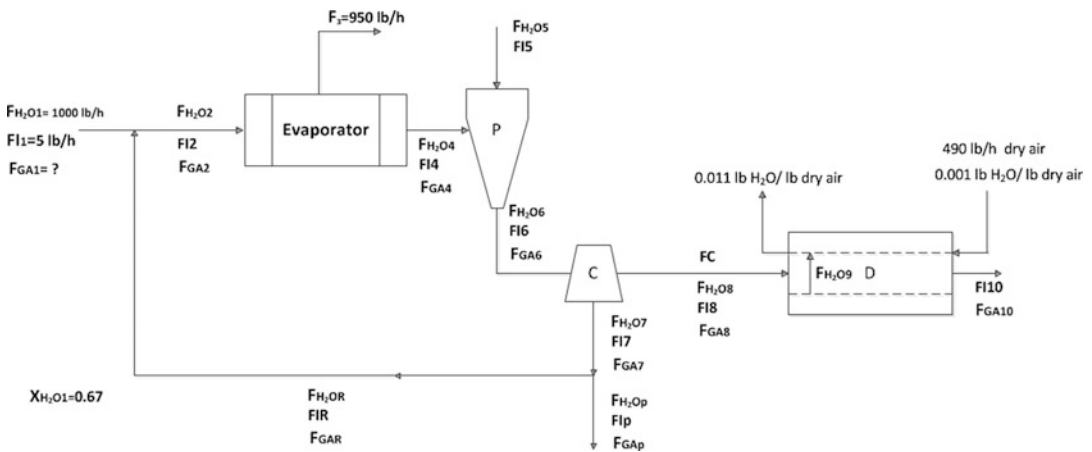 F₃=950 lb/h
FH₂O5
FI5
FH₂O1= 1000 lb/h
FI₁=5 lb/h
FGA1= ?
FH₂O2
FI2
FGA2
Evaporator
FH₂O4
FI4
FGA4
P
490 lb/h dry air
0.001 lb H₂O/ lb dry air
0.011 lb H₂O/ lb dry air
FH₂O6
FI6
FGA6
C
FC
FH₂O8
FI8
FGA8
FH₂O9
D
FI10
FGA10
FH₂O7
FI7
FGA7
XH₂O1=0.67
FH₂OR
FIR
FGAR
FH₂Op
FIp
FGAp